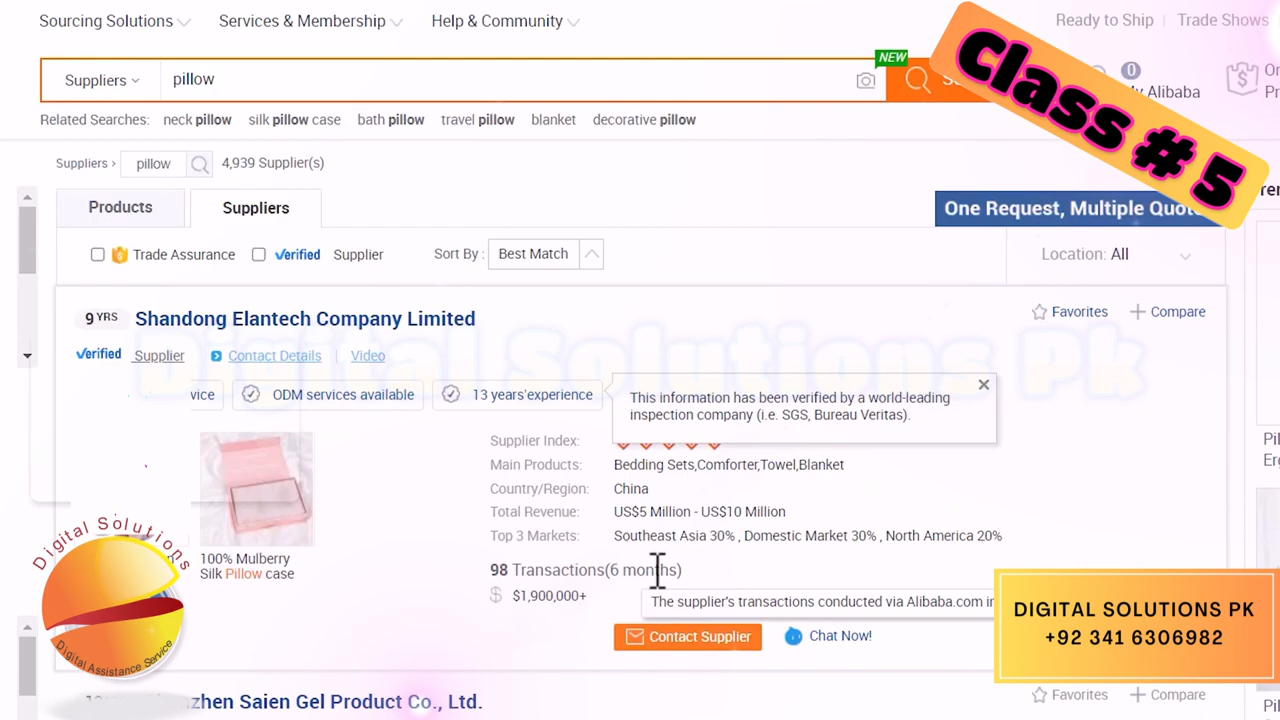 Sourcing Solutions
Services & Membership
Help & Community
Ready to Ship
Trade Shows
Class # 5
Suppliers
pillow
NEW
0
Alibaba
Related Searches: neck pillow silk pillow case bath pillow travel pillow blanket decorative pillow
Suppliers › pillow 4,939 Supplier(s)
Products
Suppliers
One Request, Multiple
Trade Assurance
Verified Supplier
Sort By : Best Match
Location: All
9 YRS Shandong Elantech Company Limited
Favorites
Compare
Verified Supplier
Contact Details
Video
Digital Solutions Pk
ODM services available
13 years'experience
This information has been verified by a world-leading
inspection company (i.e. SGS, Bureau Veritas).
Supplier Index:
Main Products: Bedding Sets,Comforter,Towel,Blanket
Country/Region: China
Total Revenue: US$5 Million - US$10 Million
Top 3 Markets: Southeast Asia 30% , Domestic Market 30% , North America 20%
100% Mulberry
Silk Pillow case
98 Transactions(6 months)
$ $1,900,000+
The supplier's transactions conducted via Alibaba.com in
Contact Supplier
Chat Now!
Digital Solutions
Digital Assistance Service
DIGITAL SOLUTIONS PK
+92 341 6306982
Saien Gel Product Co., Ltd.
Favorites
Compare